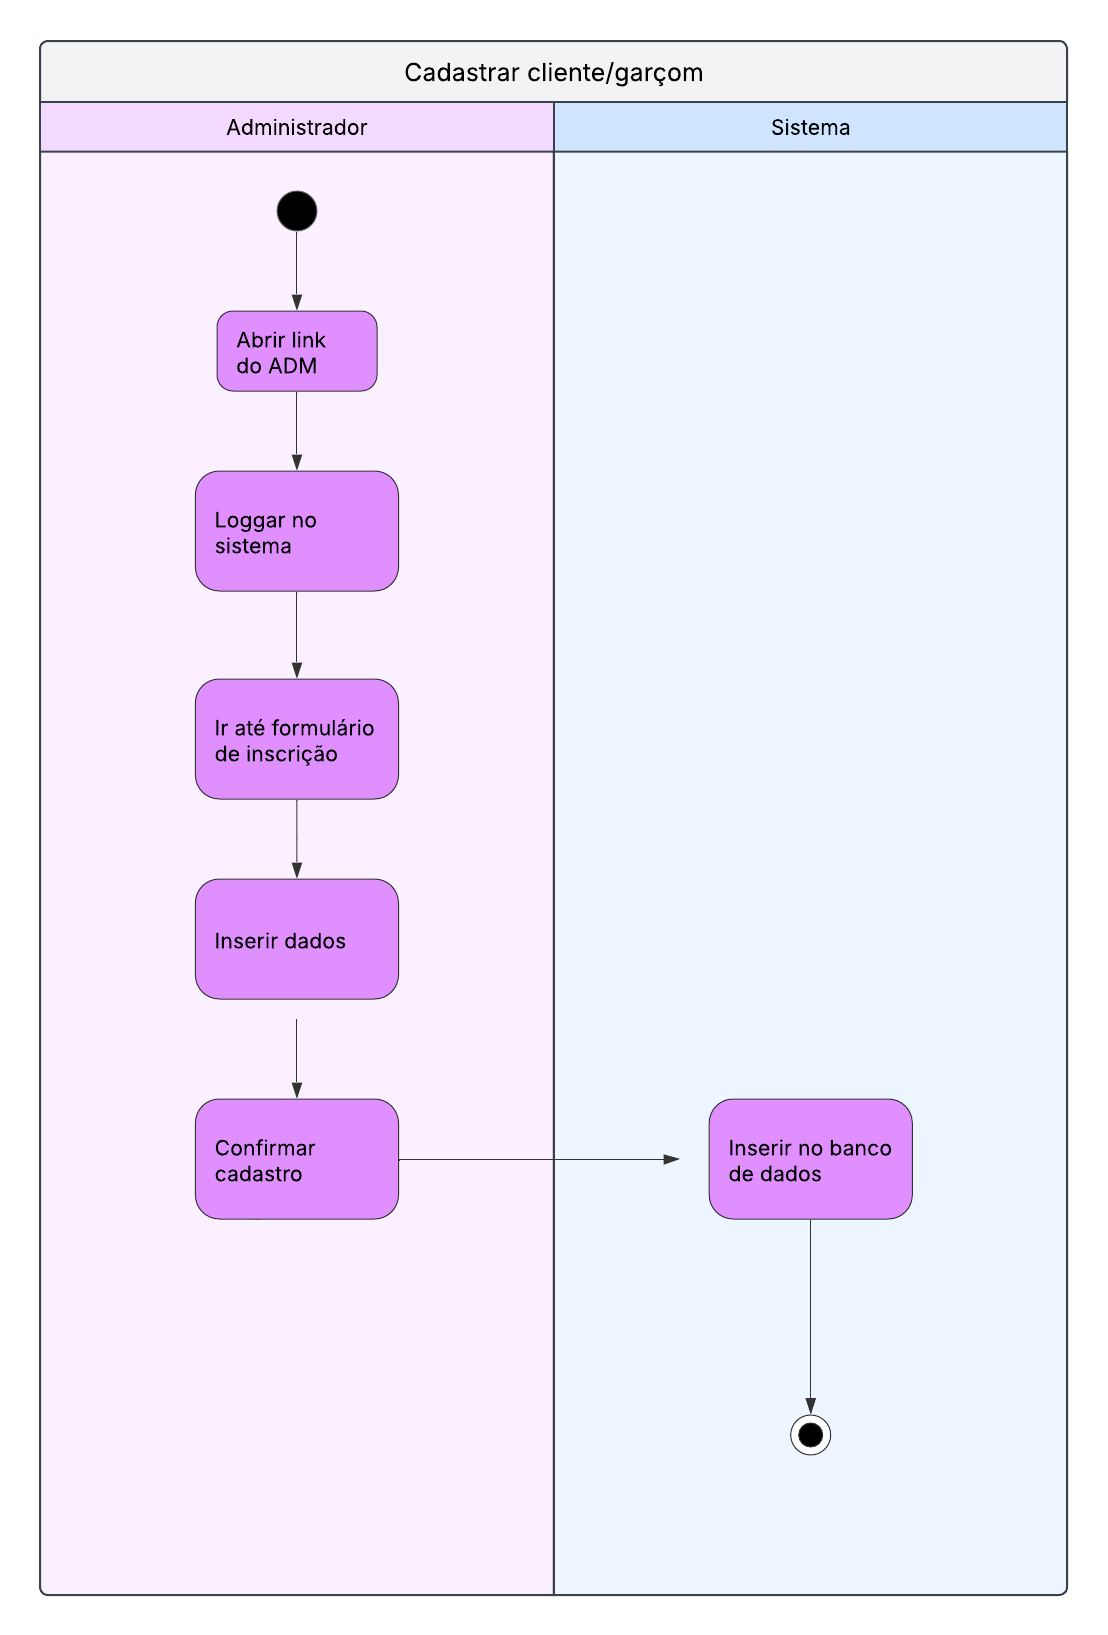 Cadastrar cliente/garçom
Administrador
Sistema
Abrir link
do ADM
Loggar no
sistema
Ir até formulário
de inscrição
Inserir dados
Confirmar
cadastro
Inserir no banco
de dados